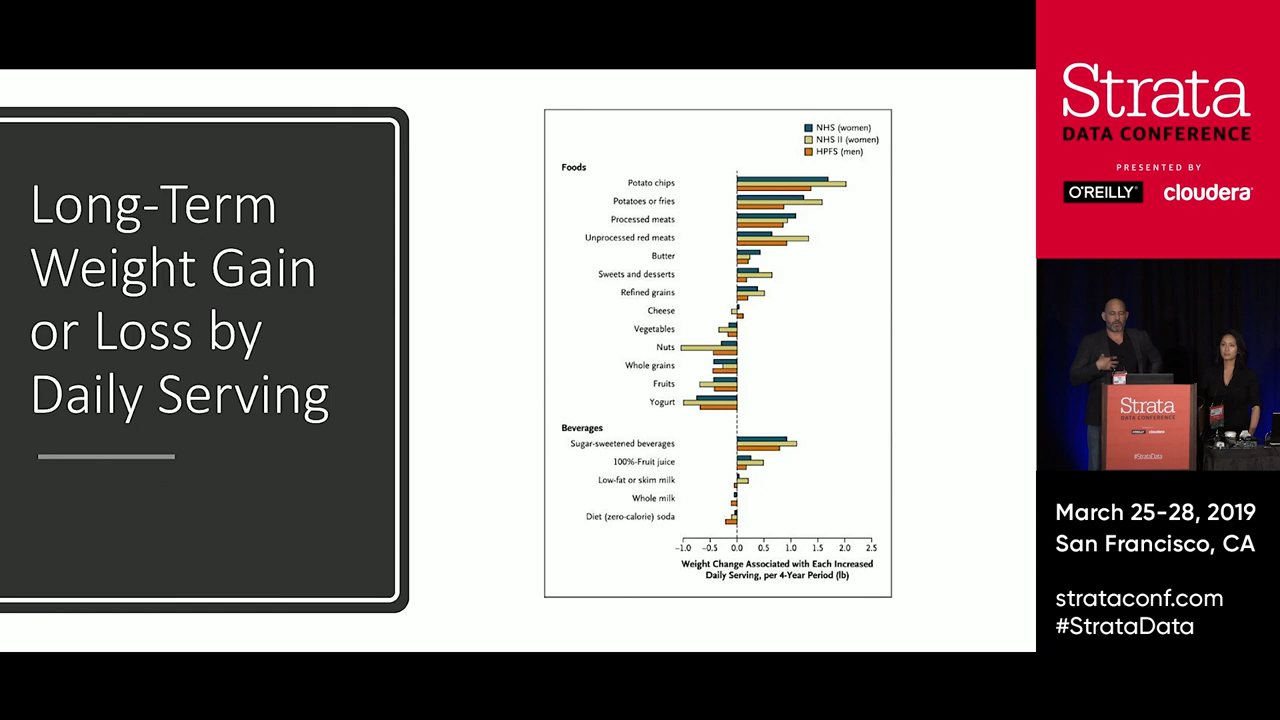 Long-Term
Weight Gain
or Loss by
Daily Serving
NHS (women)
NHS II (women)
HPFS (men)
Foods
Potato chips
Potatoes or fries
Processed meats
Unprocessed red meats
Butter
Sweets and desserts
Refined grains
Cheese
Vegetables
Nuts
Whole grains
Fruits
Yogurt
Beverages
Sugar-sweetened beverages
100%-Fruit juice
Low-fat or skim milk
Whole milk
Diet (zero-calorie) soda
−1.0 −0.5 0.0 0.5 1.0 1.5 2.0 2.5
Weight Change Associated with Each Increased
Daily Serving, per 4-Year Period (lb)
Strata
DATA CONFERENCE
PRESENTED BY
O'REILLY® cloudera®
Strata
DATA CONFERENCE
O'REILLY cloudera
#StrataData
March 25-28, 2019
San Francisco, CA
strataconf.com
#StrataData